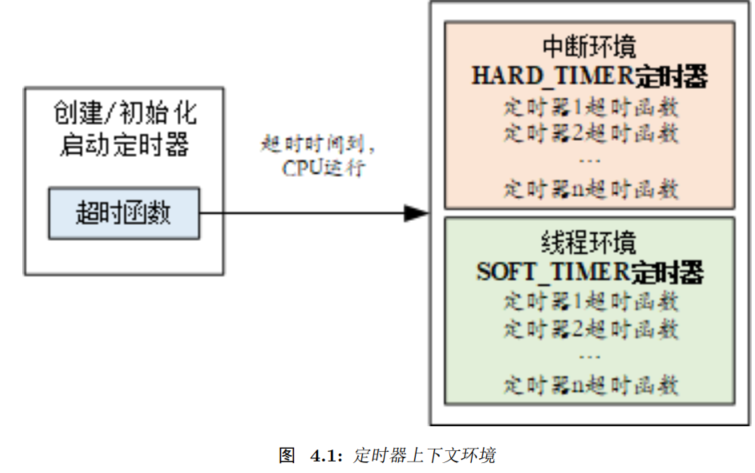 创建/初始化
启动定时器
超时函数
超时时间到，
CPU运行
中断环境
HARD_TIMER定时器
定时器1超时函数
定时器2超时函数
...
定时器n超时函数
线程环境
SOFT_TIMER定时器
定时器1超时函数
定时器2超时函数
...
定时器n超时函数
图 4.1: 定时器上下文环境